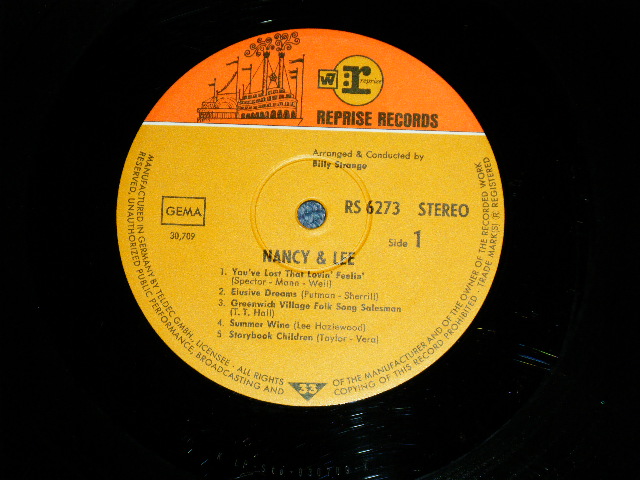 W
r reprise
REPRISE RECORDS
Arranged & Conducted by
Billy Strange
GEMA
30,709
RS 6273 STEREO
Side 1
NANCY & LEE
1. You've Lost That Lovin' Feelin'
(Spector - Mann - Weil)
2. Elusive Dreams (Putman - Sherrill)
3. Greenwich Village Folk Song Salesman
(T. T. Hall)
4. Summer Wine (Lee Hazlewood)
5 Storybook Children (Taylor - Vera)
MANUFACTURED IN GERMANY BY TELDEC GMBH, LICENSEE · ALL RIGHTS
OF THE MANUFACTURER AND OF THE OWNER OF THE RECORDED WORK
RESERVED, UNAUTHORIZED PUBLIC PERFORMANCE, BROADCASTING AND
COPYING OF THIS RECORD PROHIBITED · TRADE MARK(S) ® REGISTERED
33